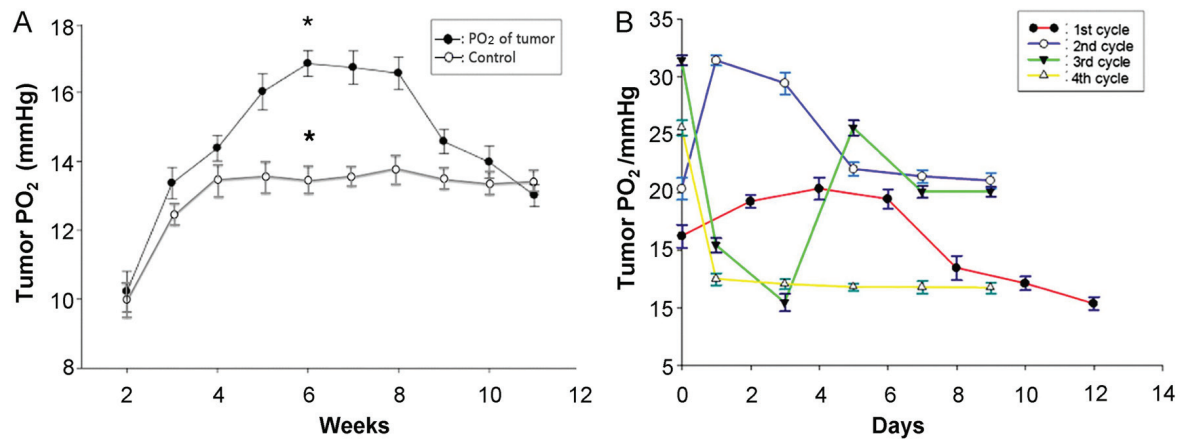 A
18
16
14
12
10
8
Tumor PO₂ (mmHg)
2
4
6
8
10
12
Weeks
*
*
: PO₂ of tumor
: Control
B
35
30
25
20
15
15
5
Tumor PO₂ /mmHg
0
2
4
6
8
10
12
14
Days
: 1st cycle
: 2nd cycle
: 3rd cycle
: 4th cycle